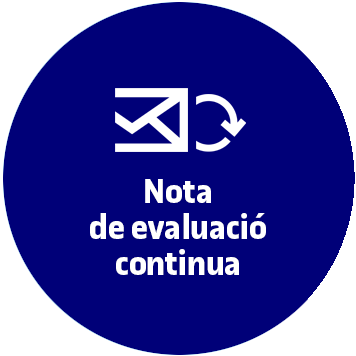 Nota
de evaluació
continua